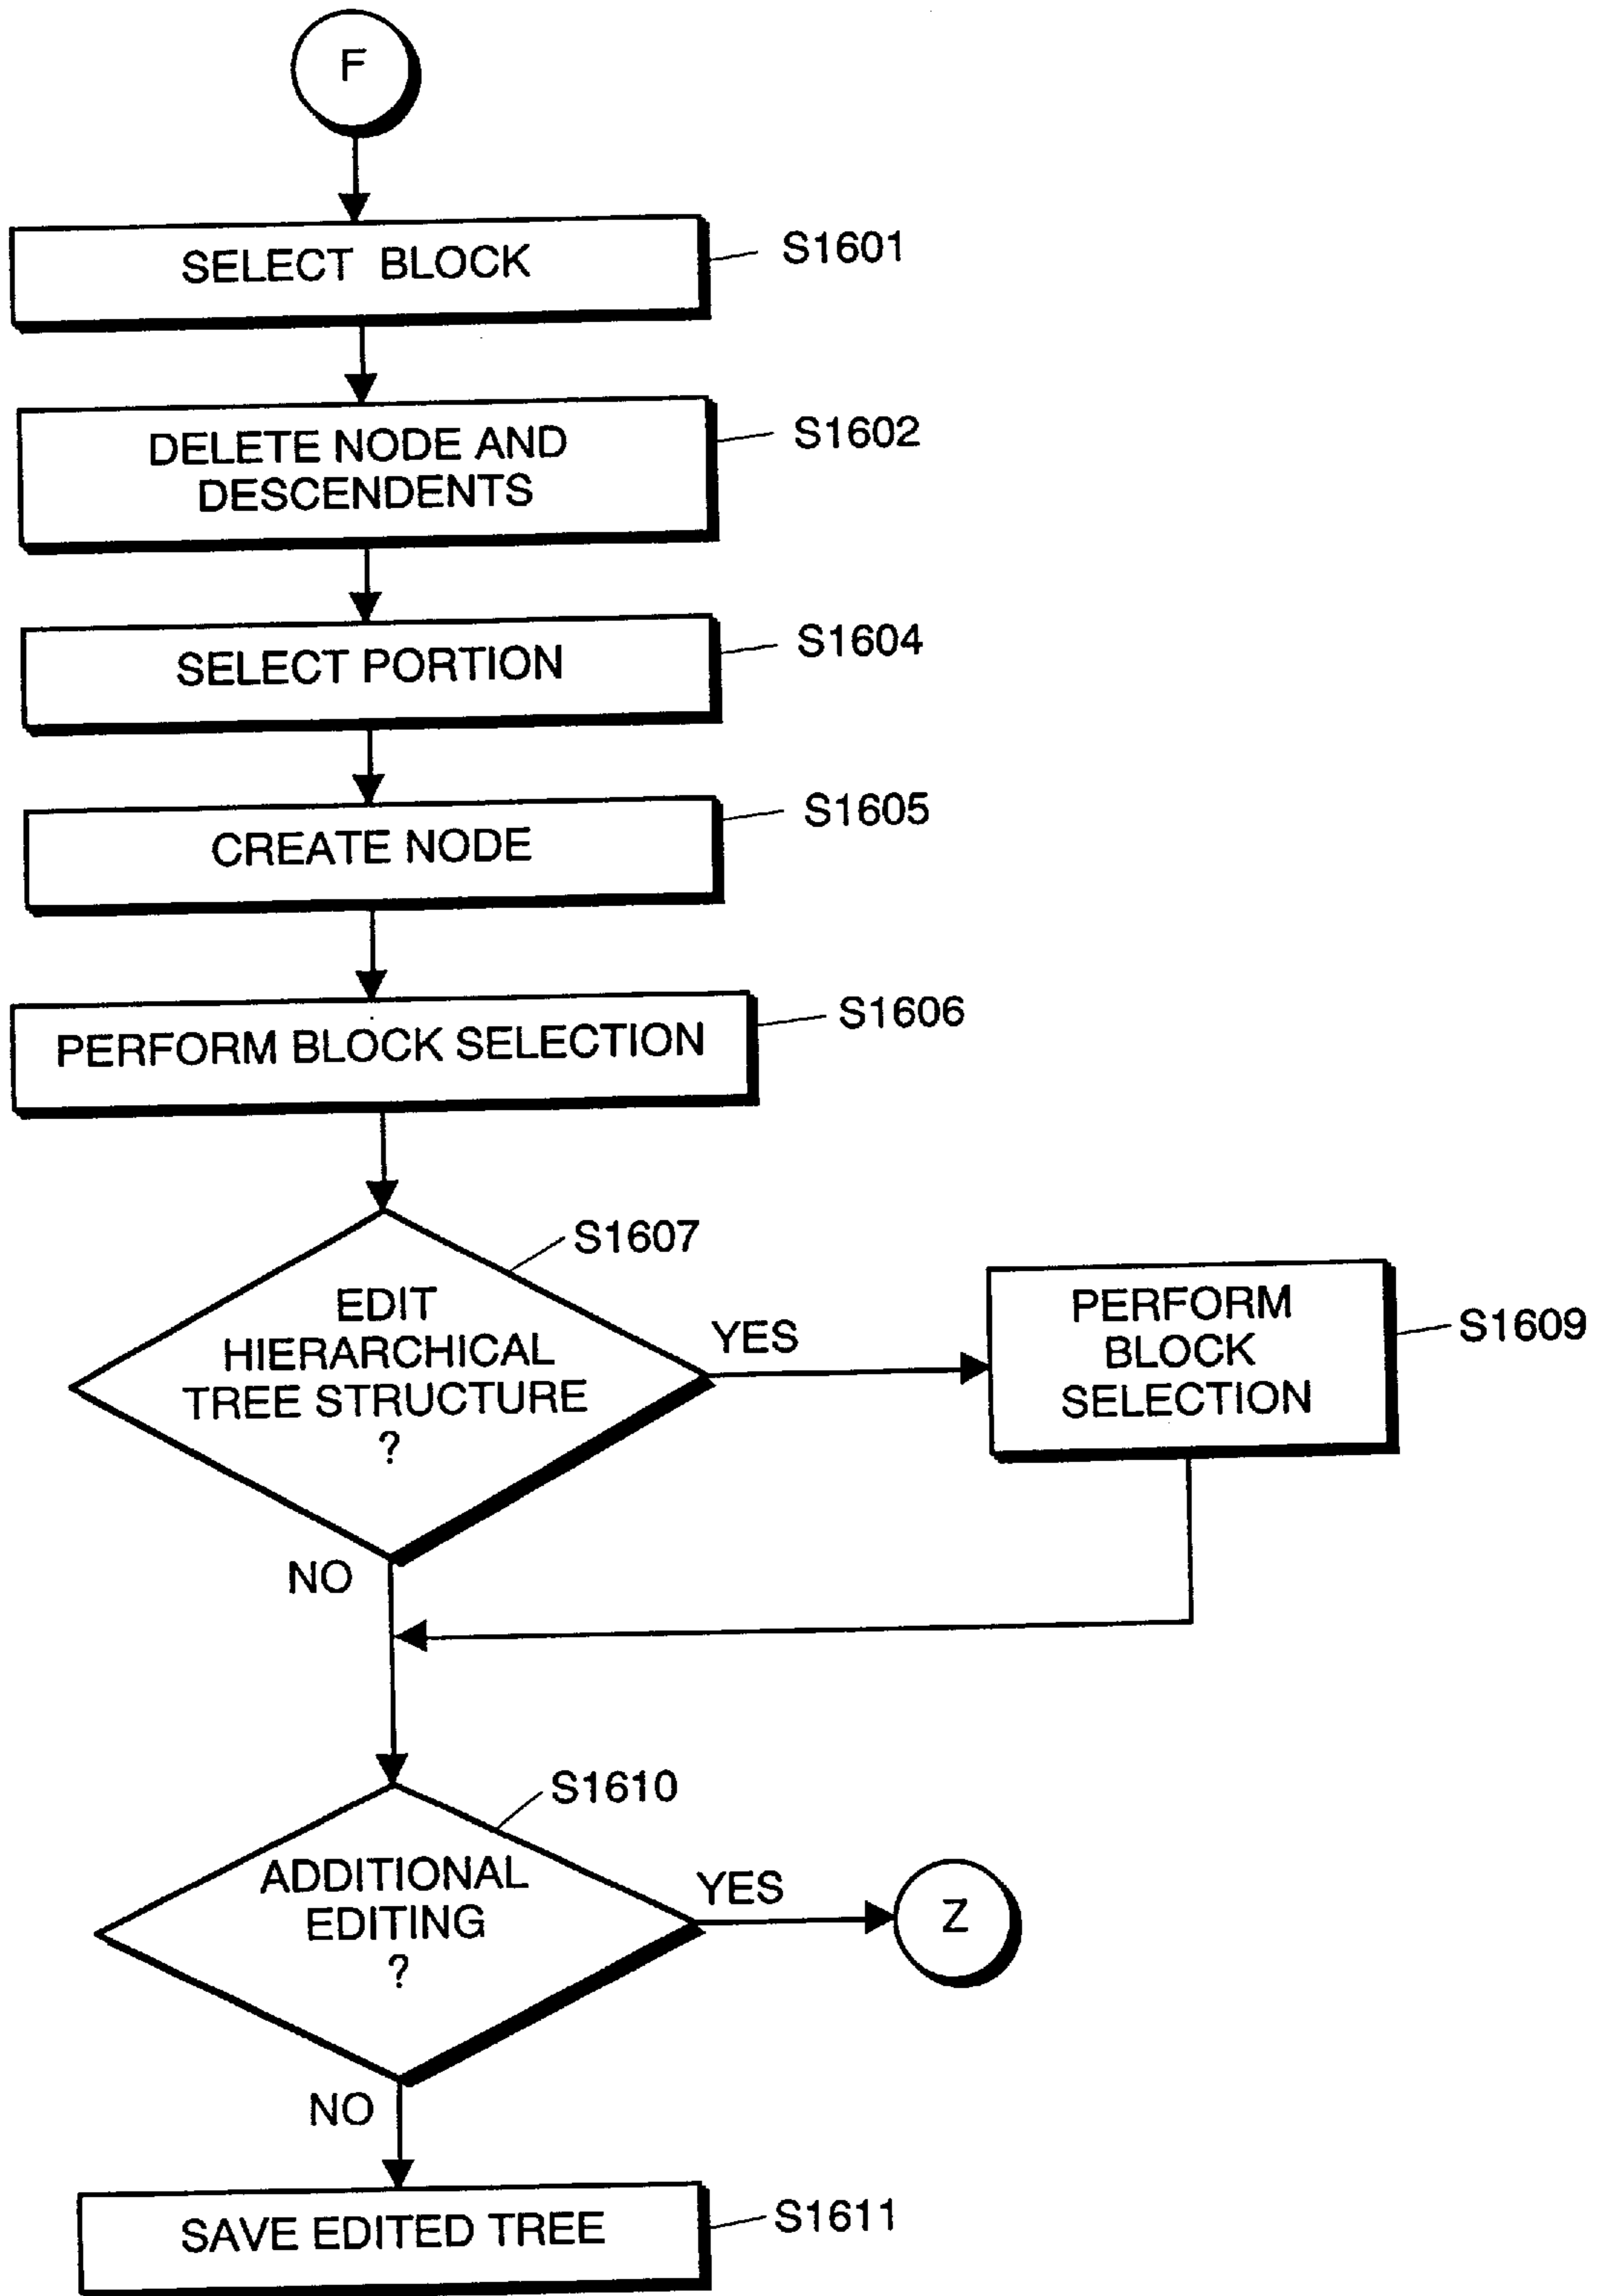 F
SELECT BLOCK
S1601
DELETE NODE AND
DESCENDENTS
S1602
SELECT PORTION
S1604
CREATE NODE
S1605
PERFORM BLOCK SELECTION
S1606
S1607
EDIT
HIERARCHICAL
TREE STRUCTURE
?
YES
PERFORM
BLOCK
SELECTION
S1609
NO
S1610
ADDITIONAL
EDITING
?
YES
Z
NO
SAVE EDITED TREE
S1611